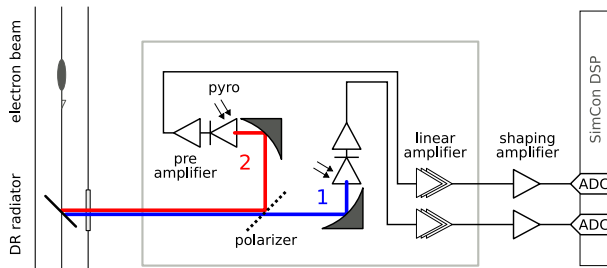 electron beam
DR radiator
pyro
pre
amplifier
2
1
polarizer
linear
amplifier
shaping
amplifier
SimCon DSP
ADC
ADC